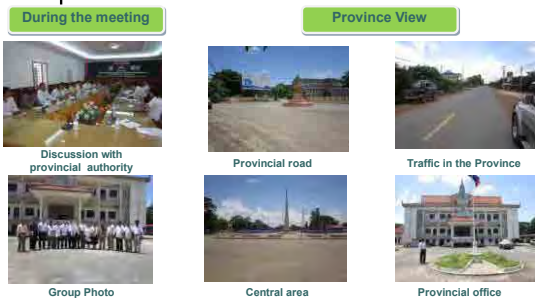 During the meeting
Province View
Discussion with
provincial authority
Provincial road
Traffic in the Province
Group Photo
Central area
Provincial office